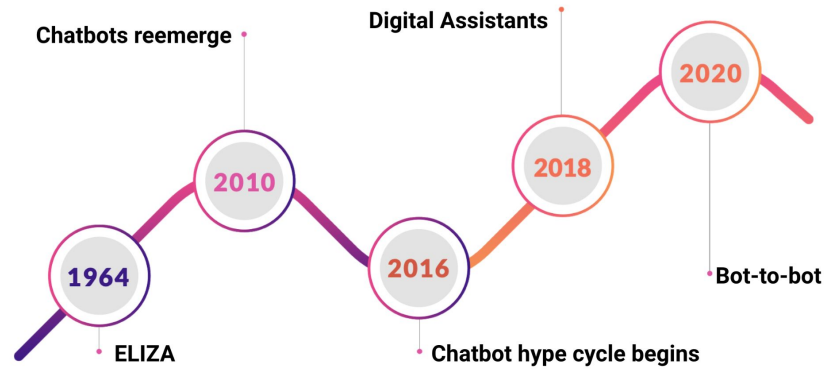 Chatbots reemerge
Digital Assistants
2020
2010
2018
1964
2016
Bot-to-bot
ELIZA
Chatbot hype cycle begins